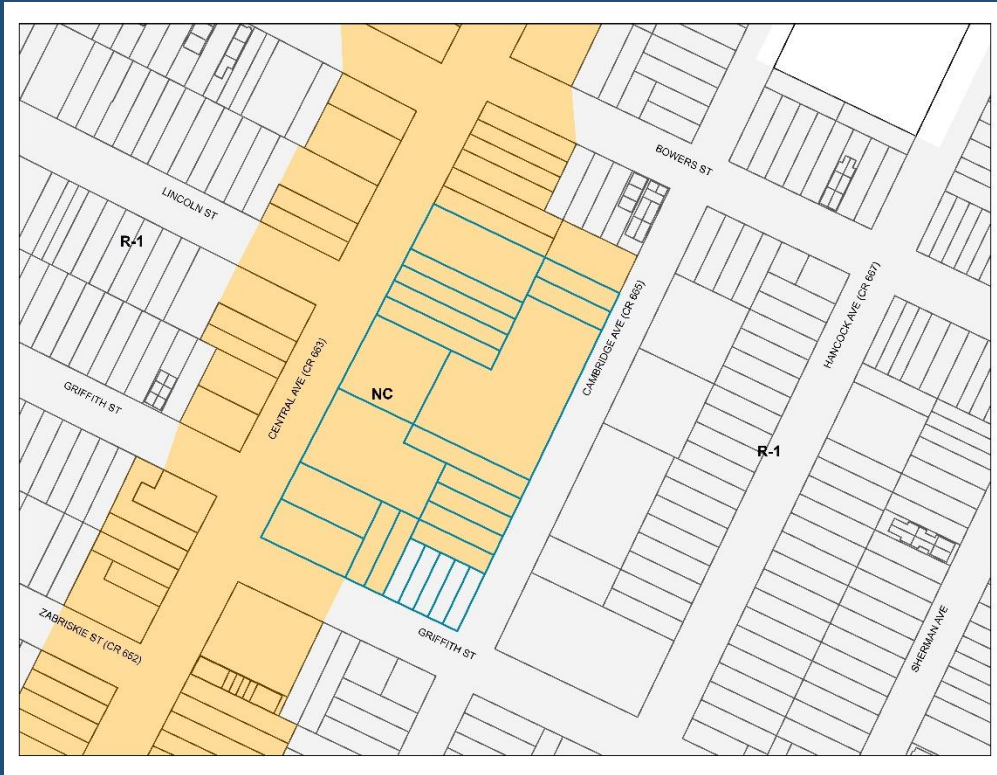 BOWERS ST
LINCOLN ST
R-1
HANCOCK AVE (CR 667)
CAMBRIDGE AVE (CR 665)
CENTRAL AVE (CR 663)
NC
GRIFFITH ST
R-1
SHERMAN AVE
ZABRISKIE ST (CR 652)
GRIFFITH ST